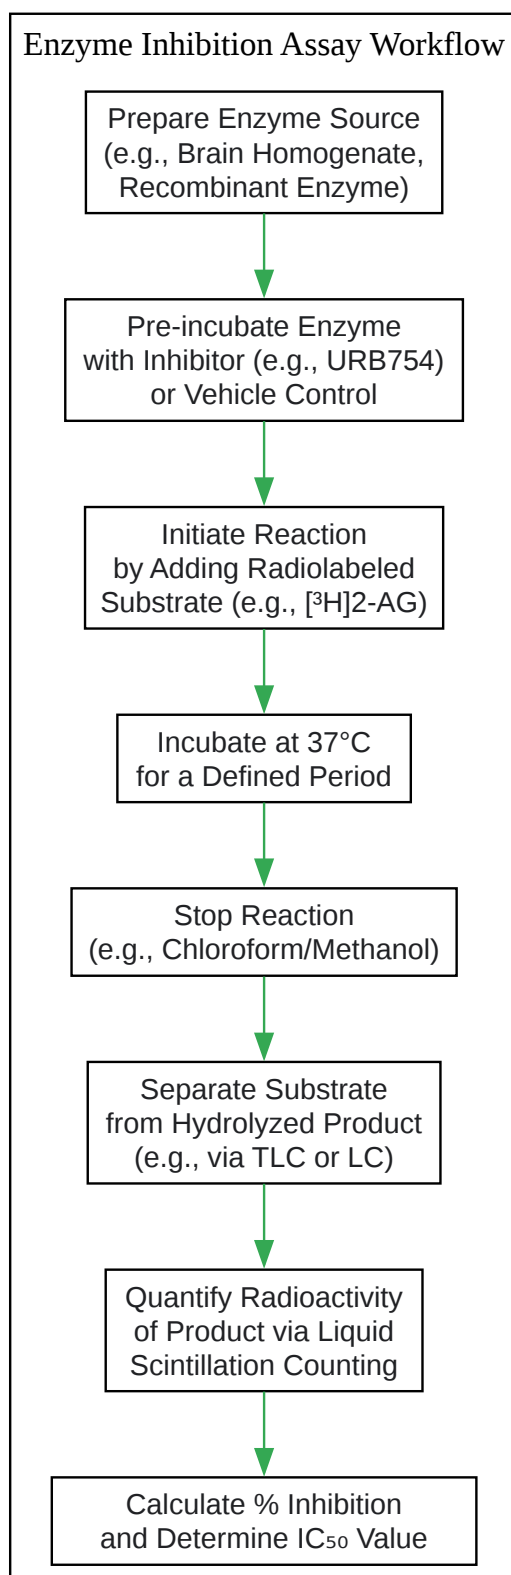 Enzyme Inhibition Assay Workflow
Prepare Enzyme Source
(e.g., Brain Homogenate,
Recombinant Enzyme)
Pre-incubate Enzyme
with Inhibitor (e.g., URB754)
or Vehicle Control
Initiate Reaction
by Adding Radiolabeled
Substrate (e.g., [³H]2-AG)
Incubate at 37°C
for a Defined Period
Stop Reaction
(e.g., Chloroform/Methanol)
Separate Substrate
from Hydrolyzed Product
(e.g., via TLC or LC)
Quantify Radioactivity
of Product via Liquid
Scintillation Counting
Calculate % Inhibition
and Determine IC₅₀ Value